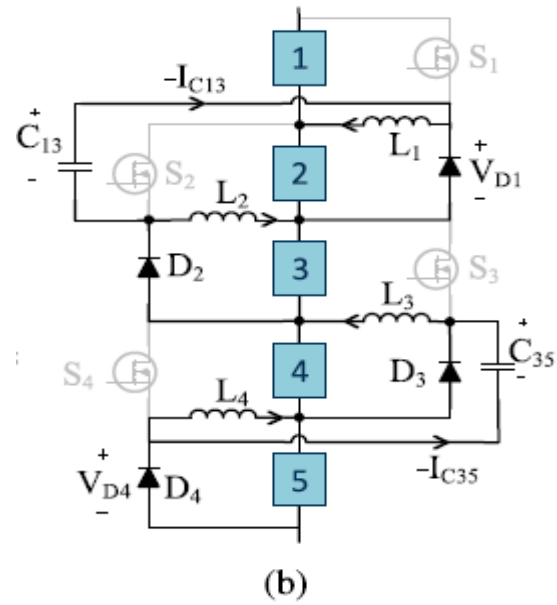 1
S1
–IC13
+
C13
-
L1
+
VD1
–
S2
2
L2
D2
3
S3
L3
+
C35
-
S4
4
D3
L4
–IC35
+
VD4
–
D4
5
(b)